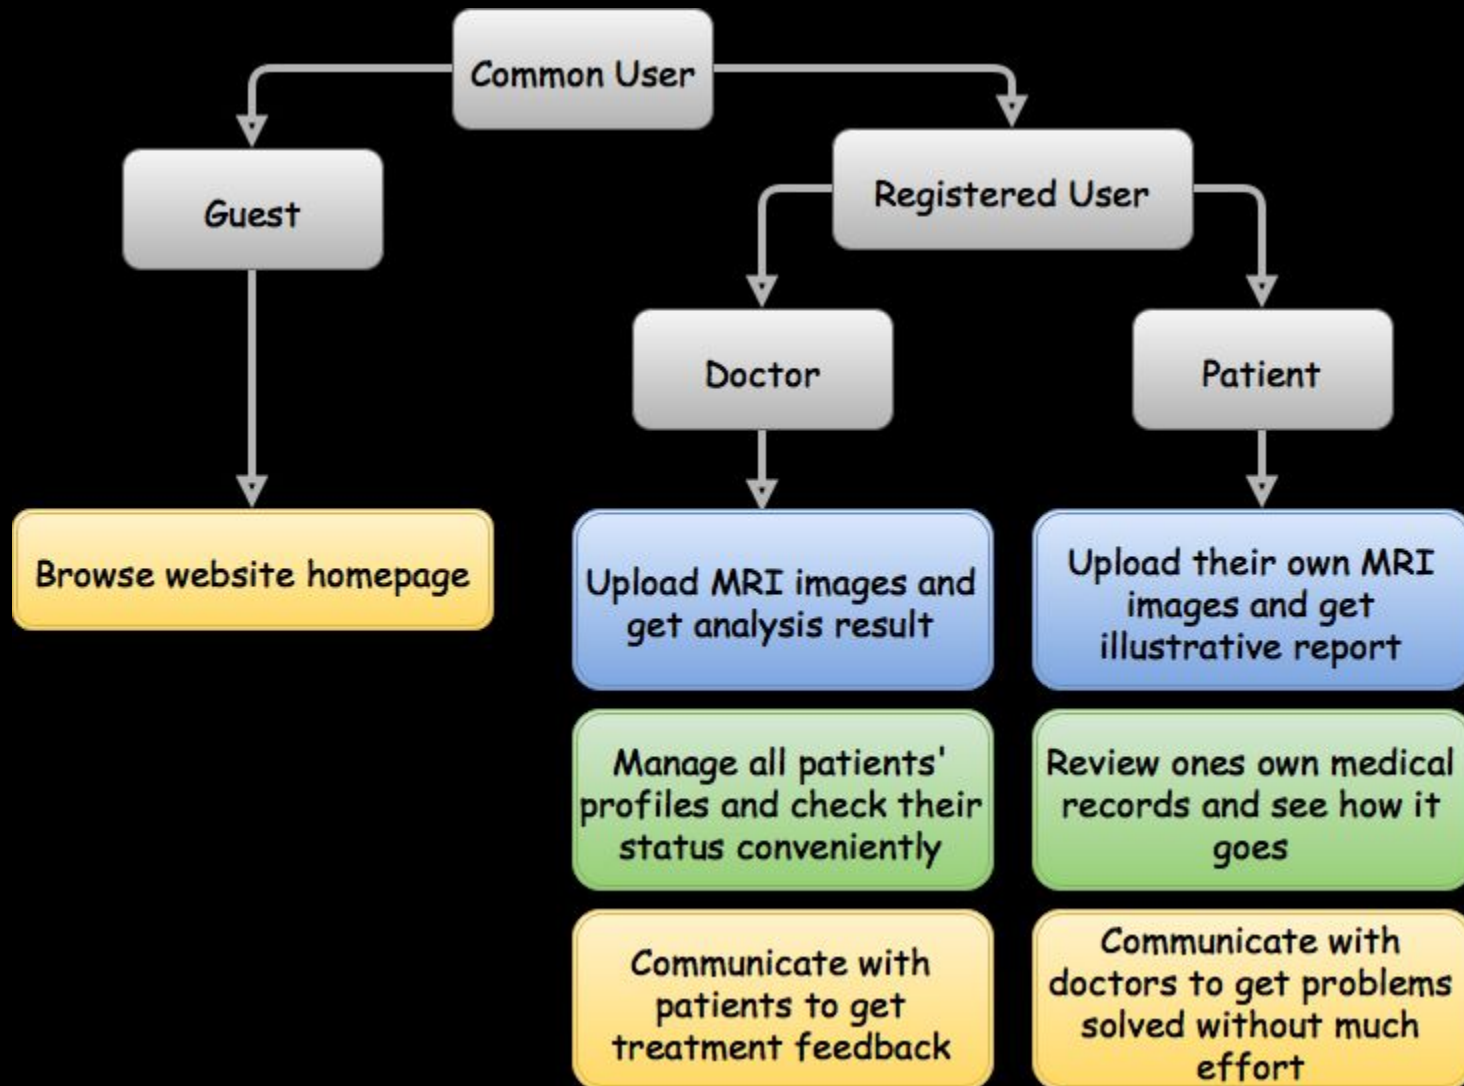 Common User
Guest
Registered User
Doctor
Patient
Browse website homepage
Upload MRI images and
get analysis result
Upload their own MRI
images and get
illustrative report
Manage all patients'
profiles and check their
status conveniently
Review ones own medical
records and see how it
goes
Communicate with
patients to get
treatment feedback
Communicate with
doctors to get problems
solved without much
effort